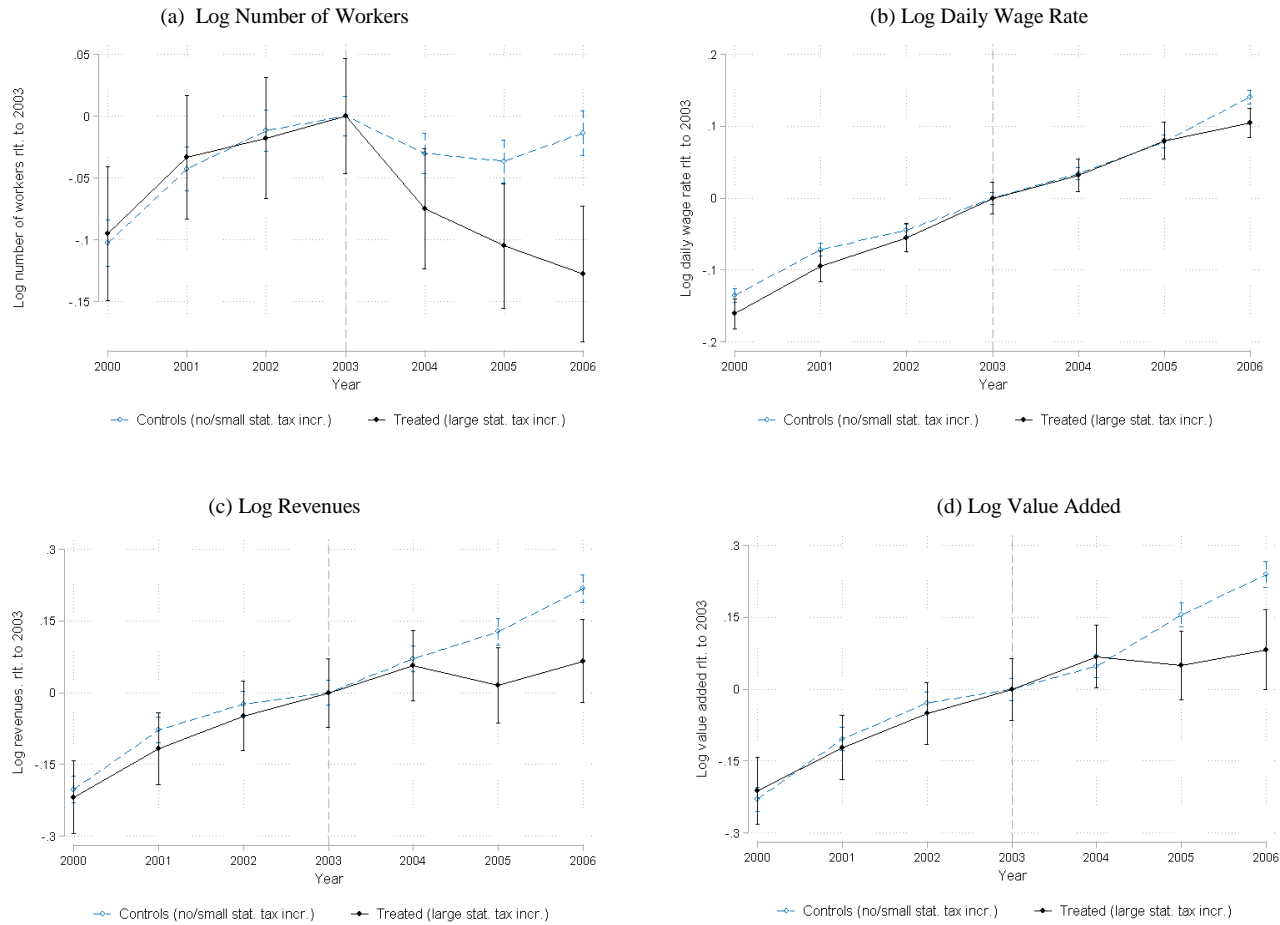 (a) Log Number of Workers
Log number of workers rlt. to 2003
.05
0
-.05
-.1
-.15
2000 2001 2002 2003 2004 2005 2006
Year
Controls (no/small stat. tax incr.) Treated (large stat. tax incr.)
(b) Log Daily Wage Rate
Log daily wage rate rlt. to 2003
.2
.1
0
-.1
-.2
2000 2001 2002 2003 2004 2005 2006
Year
Controls (no/small stat. tax incr.) Treated (large stat. tax incr.)
(c) Log Revenues
Log revenues. rlt. to 2003
.3
.15
0
-.15
-.3
2000 2001 2002 2003 2004 2005 2006
Year
Controls (no/small stat. tax incr.) Treated (large stat. tax incr.)
(d) Log Value Added
Log value added rlt. to 2003
.3
.15
0
-.15
-.3
2000 2001 2002 2003 2004 2005 2006
Year
Controls (no/small stat. tax incr.) Treated (large stat. tax incr.)